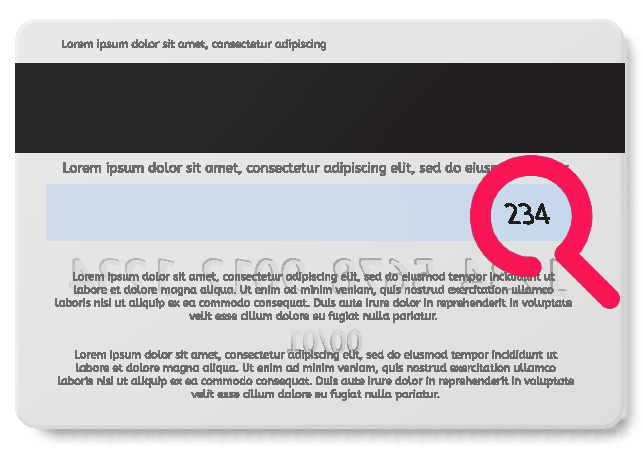 Lorem ipsum dolor sit amet, consectetur adipiscing
Lorem ipsum dolor sit amet, consectetur adipiscing elit, sed do
234
Lorem ipsum dolor sit amet, consectetur adipiscing elit, sed do eiusmod tempor incididunt ut
labore et dolore magna aliqua. Ut enim ad minim veniam, quis nostrud exercitation ullamco
laboris nisi ut aliquip ex ea commodo consequat. Duis aute irure dolor in reprehenderit in voluptate
velit esse cillum dolore eu fugiat nulla pariatur.
Lorem ipsum dolor sit amet, consectetur adipiscing elit, sed do eiusmod tempor incididunt ut
labore et dolore magna aliqua. Ut enim ad minim veniam, quis nostrud exercitation ullamco
laboris nisi ut aliquip ex ea commodo consequat. Duis aute irure dolor in reprehenderit in voluptate
velit esse cillum dolore eu fugiat nulla pariatur.